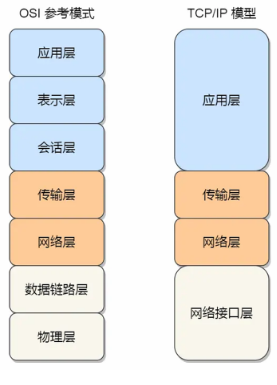 OSI 参考模式
应用层
表示层
会话层
传输层
网络层
数据链路层
物理层
TCP/IP 模型
应用层
传输层
网络层
网络接口层